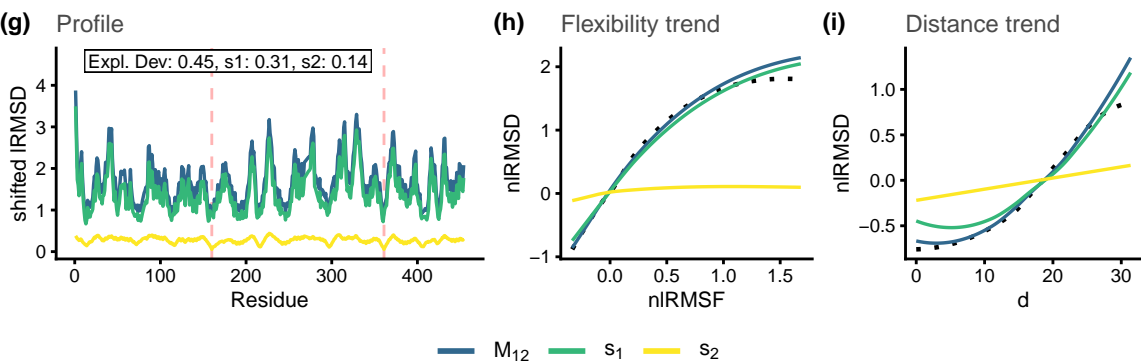 (g) Profile
Expl. Dev: 0.45, s1: 0.31, s2: 0.14
shifted lRMSD
4
3
2
1
0
0 100 200 300 400
Residue
(h) Flexibility trend
nlRMSD
2
1
0
−1
0.0 0.5 1.0 1.5
nlRMSF
(i) Distance trend
nlRMSD
1.0
0.5
0.0
−0.5
0 10 20 30
d
M12 s1 s2